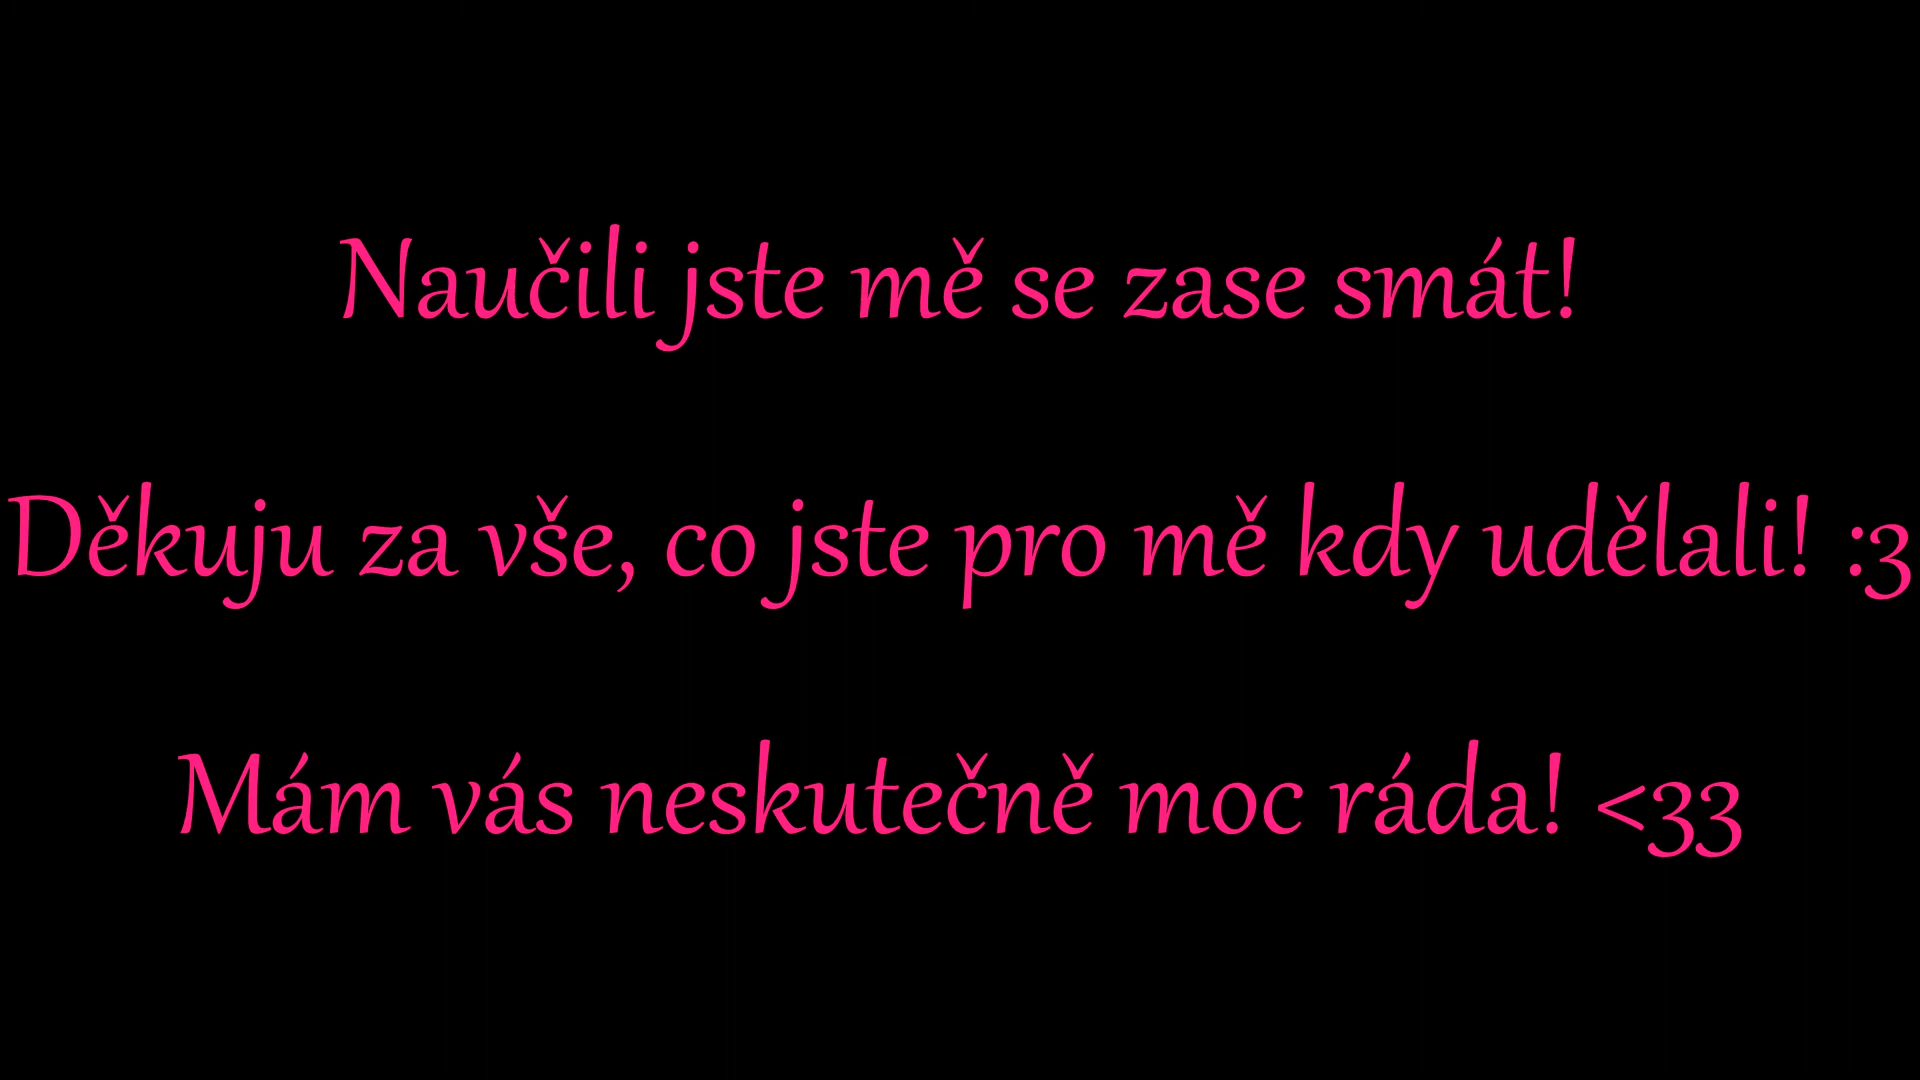 Naučili jste mě se zase smát!
Děkuju za vše, co jste pro mě kdy udělali! :3
Mám vás neskutečně moc ráda! <33